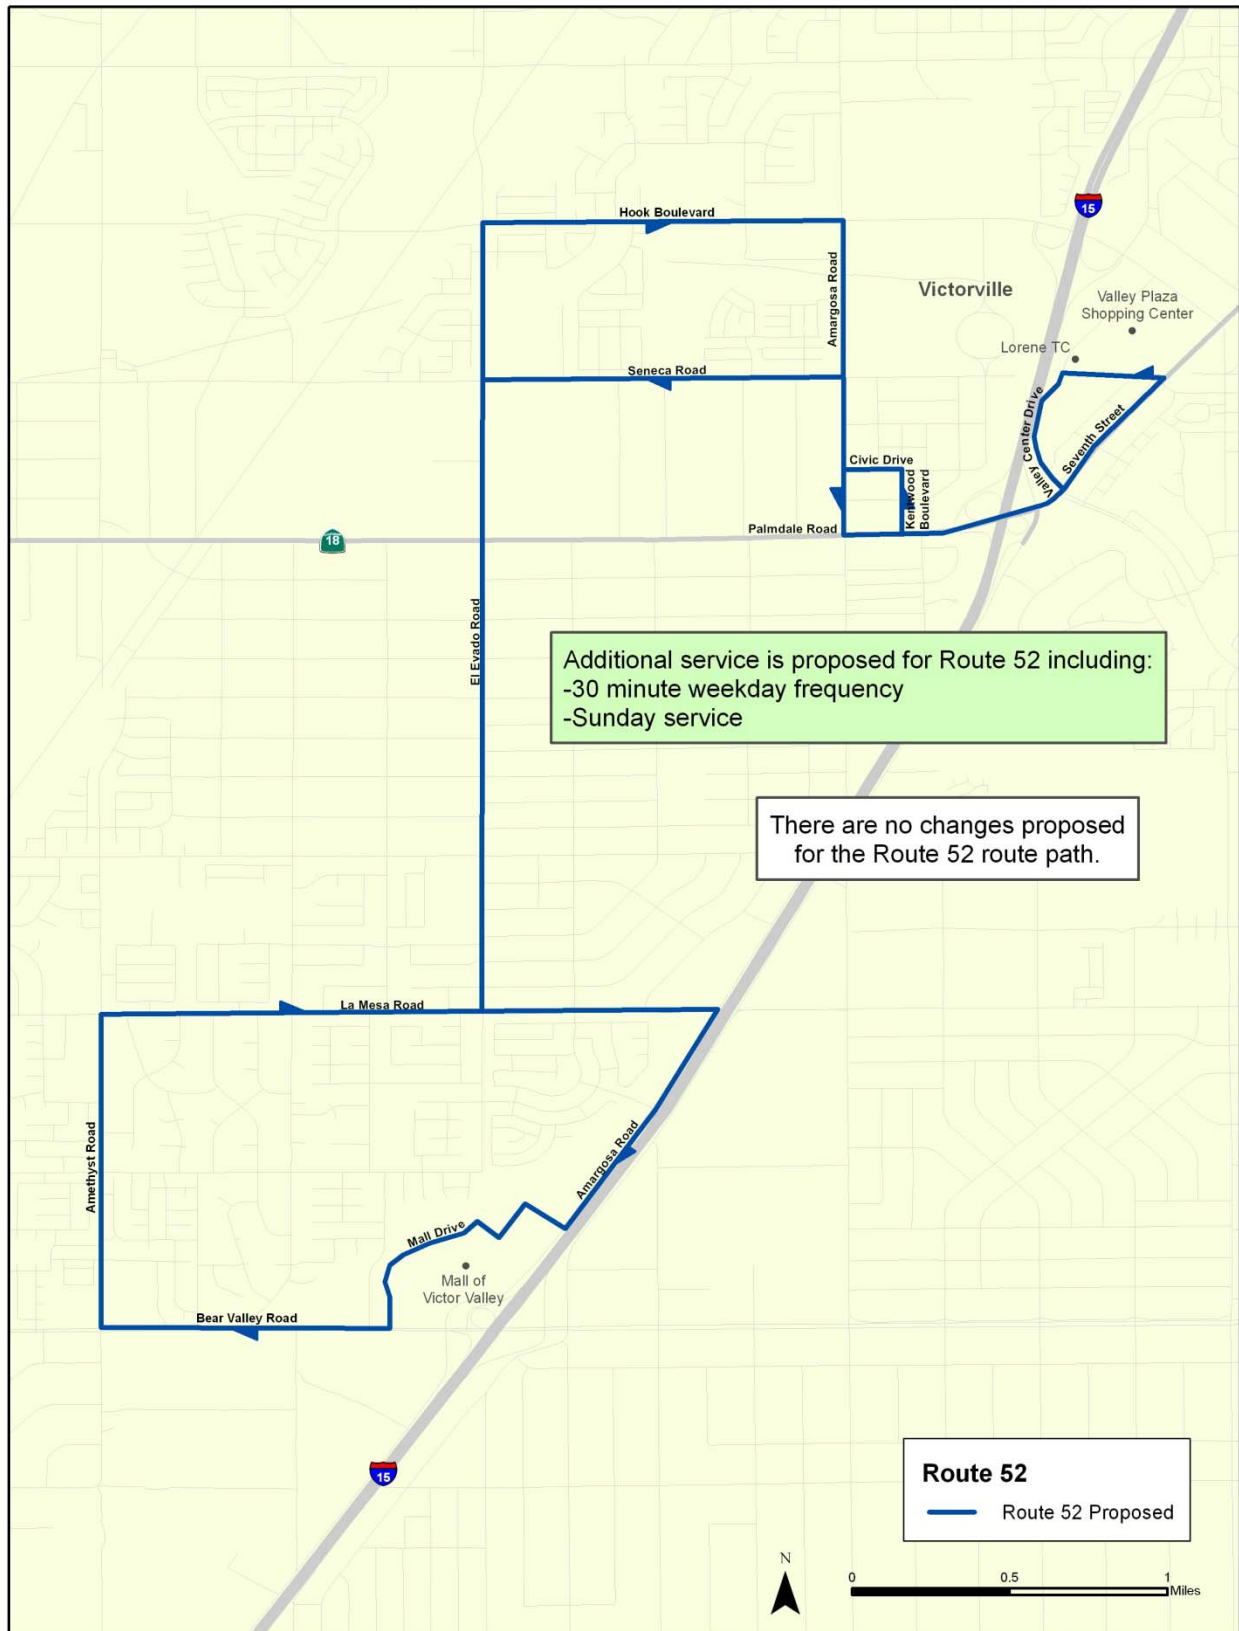 15
Hook Boulevard
Amargosa Road
Victorville
Valley Plaza
Shopping Center
Lorene TC
Seneca Road
Valley Center Drive
Seventh Street
Civic Drive
Kentwood
Boulevard
Palmdale Road
18
El Evado Road
Additional service is proposed for Route 52 including:
-30 minute weekday frequency
-Sunday service
There are no changes proposed
for the Route 52 route path.
La Mesa Road
Amethyst Road
Amargosa Road
Mall Drive
Mall of
Victor Valley
Bear Valley Road
15
Route 52
Route 52 Proposed
N
0 0.5 1
Miles